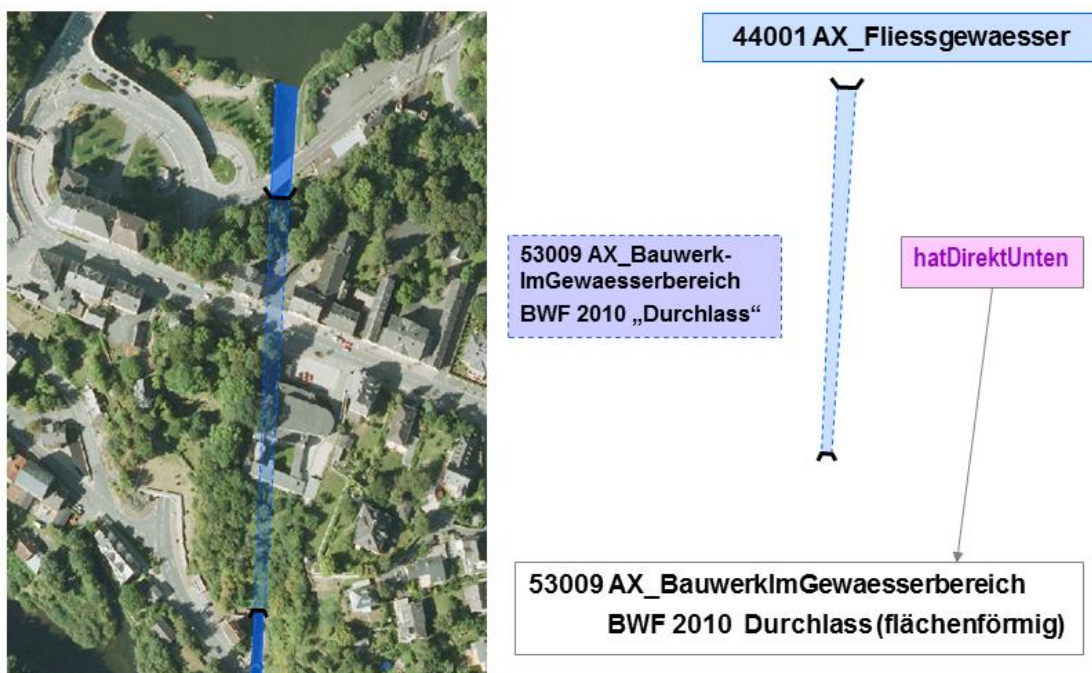 44001 AX_Fliessgewaesser
53009 AX_Bauwerk-
ImGewaesserbereich
BWF 2010 „Durchlass“
hatDirektUnten
53009 AX_BauwerkImGewaesserbereich
BWF 2010 Durchlass (flächenförmig)